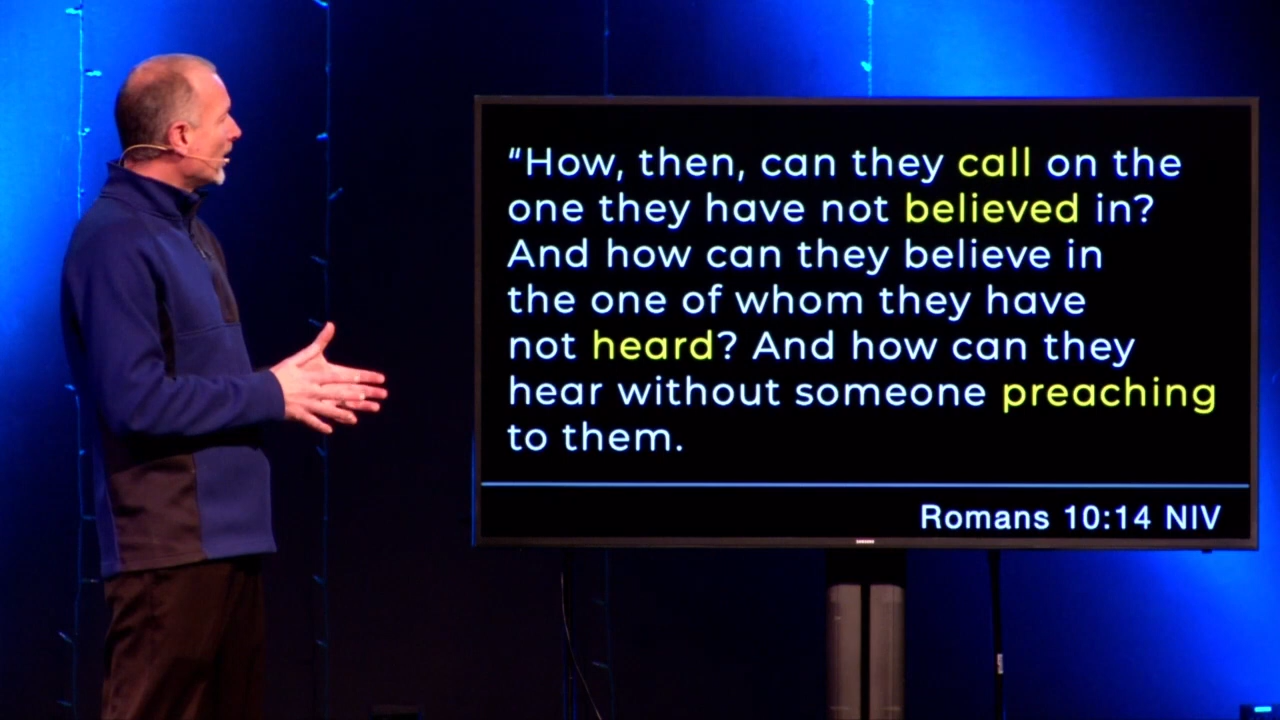 “How, then, can they call on the
one they have not believed in?
And how can they believe in
the one of whom they have
not heard? And how can they
hear without someone preaching
to them.
Romans 10:14 NIV
SAMSUNG